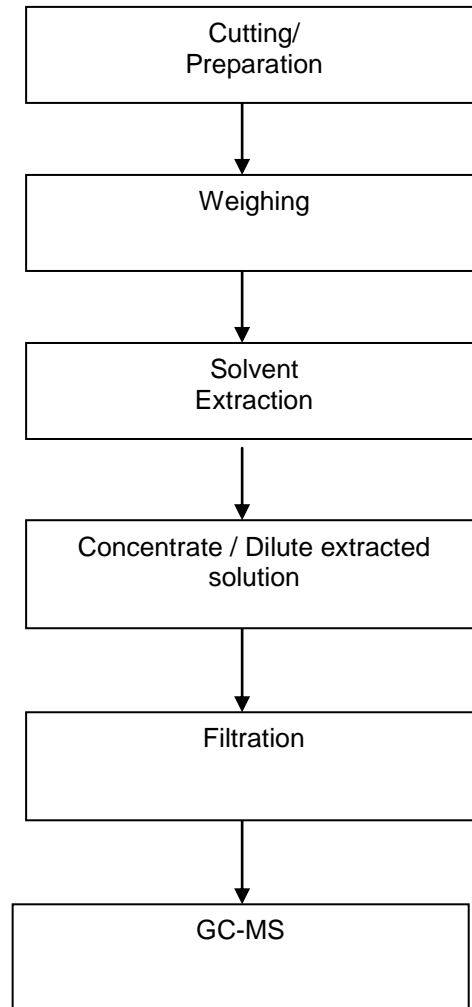 Cutting/
Preparation
Weighing
Solvent
Extraction
Concentrate / Dilute extracted
solution
Filtration
GC-MS